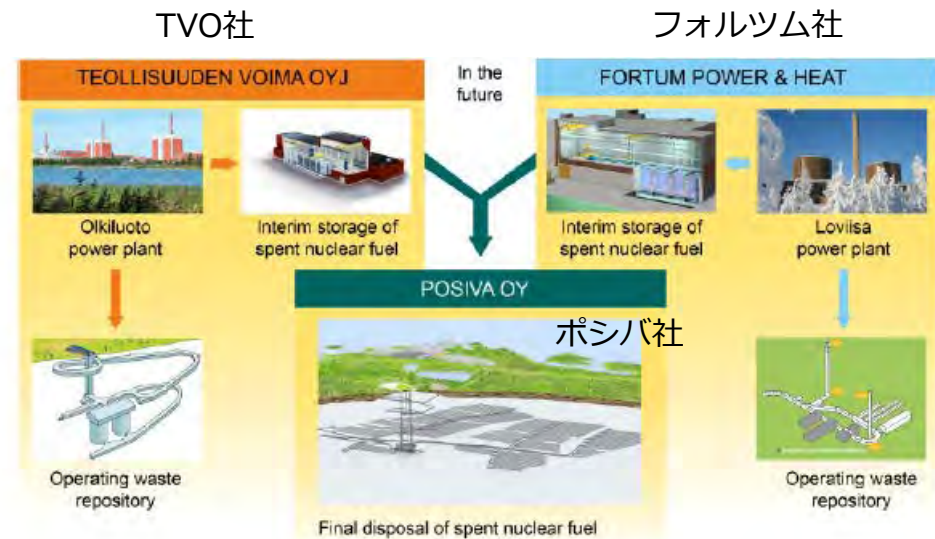 TVO社
フォルツム社
TEOLLISUUDEN VOIMA OYJ
In the
future
FORTUM POWER & HEAT
Olkiluoto
power plant
Interim storage of
spent nuclear fuel
Interim storage of
spent nuclear fuel
Loviisa
power plant
POSIVA OY
ポシバ社
Operating waste
repository
Operating waste
repository
Final disposal of spent nuclear fuel